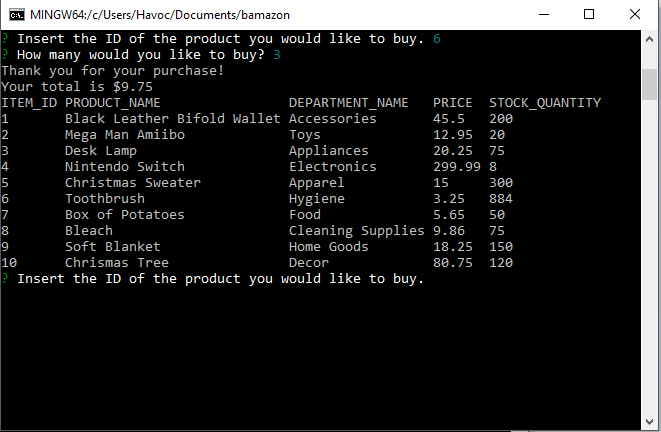 MINGW64:/c/Users/Havoc/Documents/bamazon
? Insert the ID of the product you would like to buy. 6
? How many would you like to buy? 3
Thank you for your purchase!
Your total is $9.75
ITEM_ID PRODUCT_NAME DEPARTMENT_NAME PRICE STOCK_QUANTITY
1 Black Leather Bifold Wallet Accessories 45.5 200
2 Mega Man Amiibo Toys 12.95 20
3 Desk Lamp Appliances 20.25 75
4 Nintendo Switch Electronics 299.99 8
5 Christmas Sweater Apparel 15 300
6 Toothbrush Hygiene 3.25 884
7 Box of Potatoes Food 5.65 50
8 Bleach Cleaning Supplies 9.86 75
9 Soft Blanket Home Goods 18.25 150
10 Chrismas Tree Decor 80.75 120
? Insert the ID of the product you would like to buy.